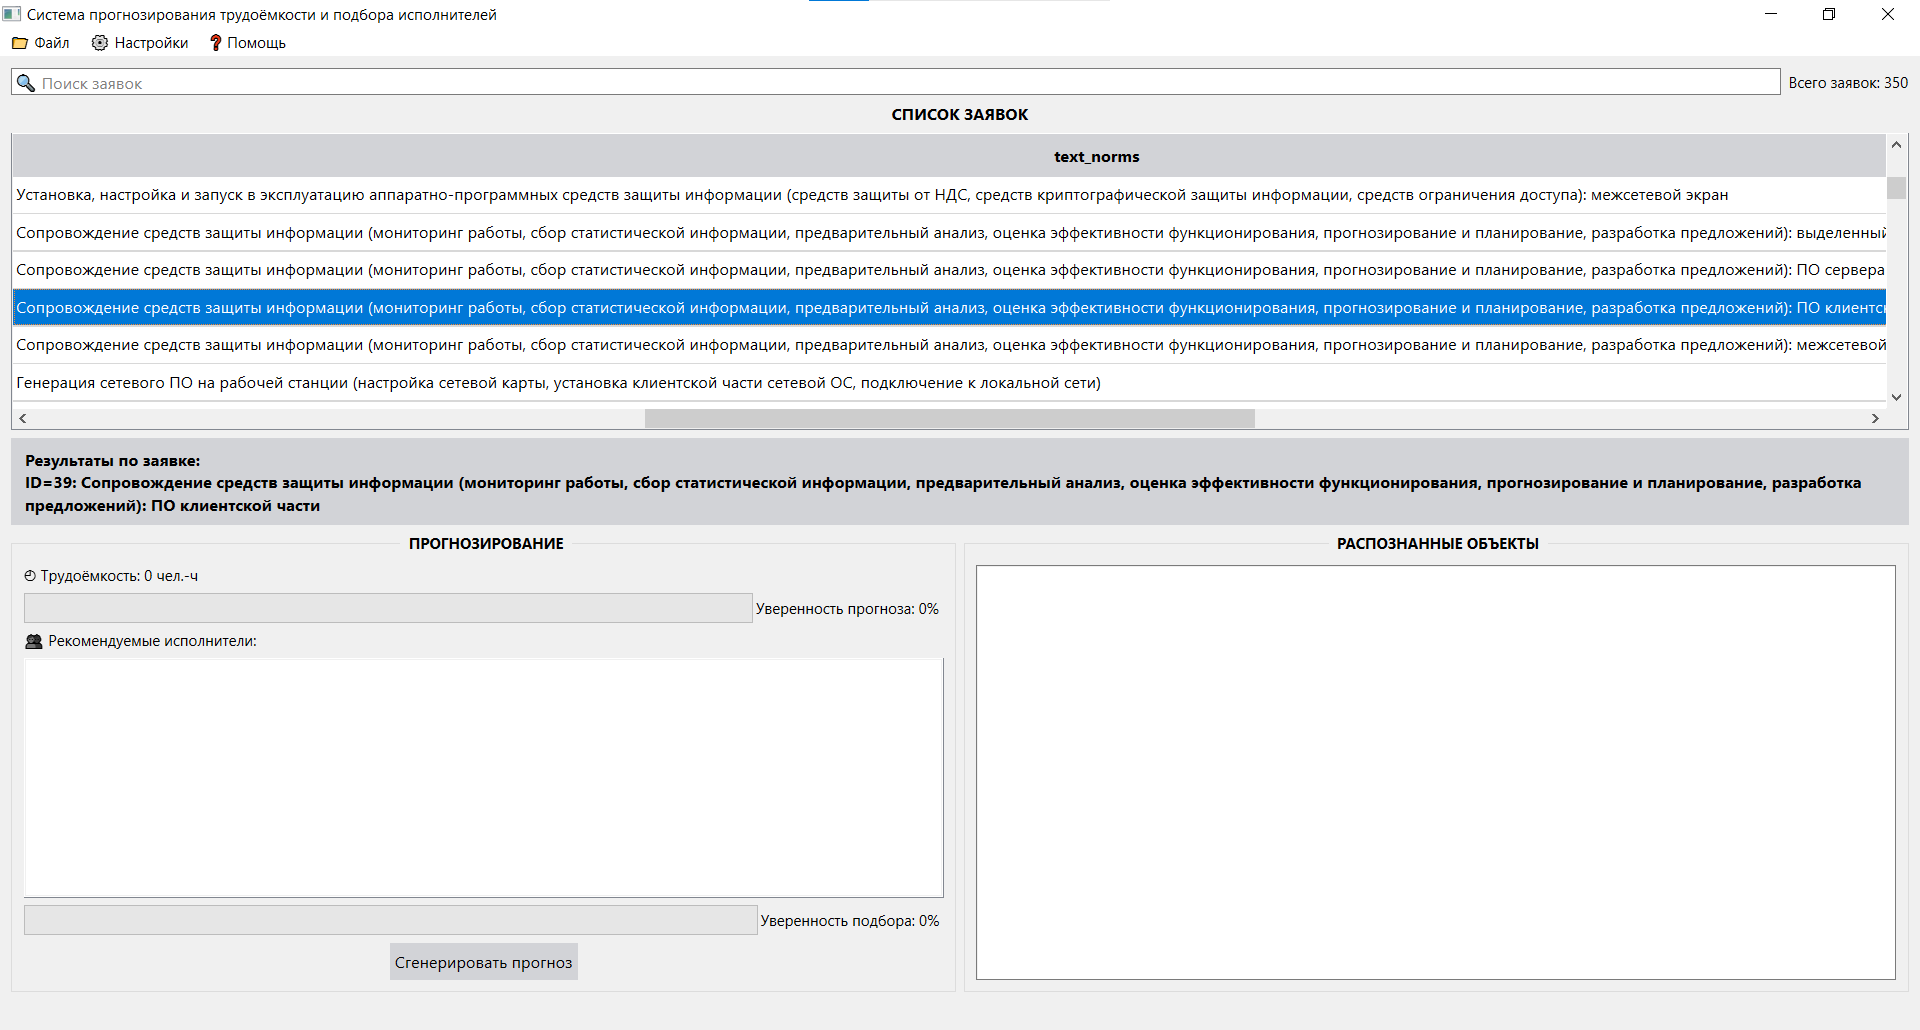 Система прогнозирования трудоёмкости и подбора исполнителей
Файл Настройки Помощь
Поиск заявок Всего заявок: 350
СПИСОК ЗАЯВОК
text_norms
Установка, настройка и запуск в эксплуатацию аппаратно-программных средств защиты информации (средств защиты от НДС, средств криптографической защиты информации, средств ограничения доступа): межсетевой экран
Сопровождение средств защиты информации (мониторинг работы, сбор статистической информации, предварительный анализ, оценка эффективности функционирования, прогнозирование и планирование, разработка предложений): выделенный
Сопровождение средств защиты информации (мониторинг работы, сбор статистической информации, предварительный анализ, оценка эффективности функционирования, прогнозирование и планирование, разработка предложений): ПО сервера
Сопровождение средств защиты информации (мониторинг работы, сбор статистической информации, предварительный анализ, оценка эффективности функционирования, прогнозирование и планирование, разработка предложений): ПО клиентс
Сопровождение средств защиты информации (мониторинг работы, сбор статистической информации, предварительный анализ, оценка эффективности функционирования, прогнозирование и планирование, разработка предложений): межсетевой
Генерация сетевого ПО на рабочей станции (настройка сетевой карты, установка клиентской части сетевой ОС, подключение к локальной сети)
Результаты по заявке:
ID=39: Сопровождение средств защиты информации (мониторинг работы, сбор статистической информации, предварительный анализ, оценка эффективности функционирования, прогнозирование и планирование, разработка
предложений): ПО клиентской части
ПРОГНОЗИРОВАНИЕ
Трудоёмкость: 0 чел.-ч
Уверенность прогноза: 0%
Рекомендуемые исполнители:
Уверенность подбора: 0%
Сгенерировать прогноз
РАСПОЗНАННЫЕ ОБЪЕКТЫ